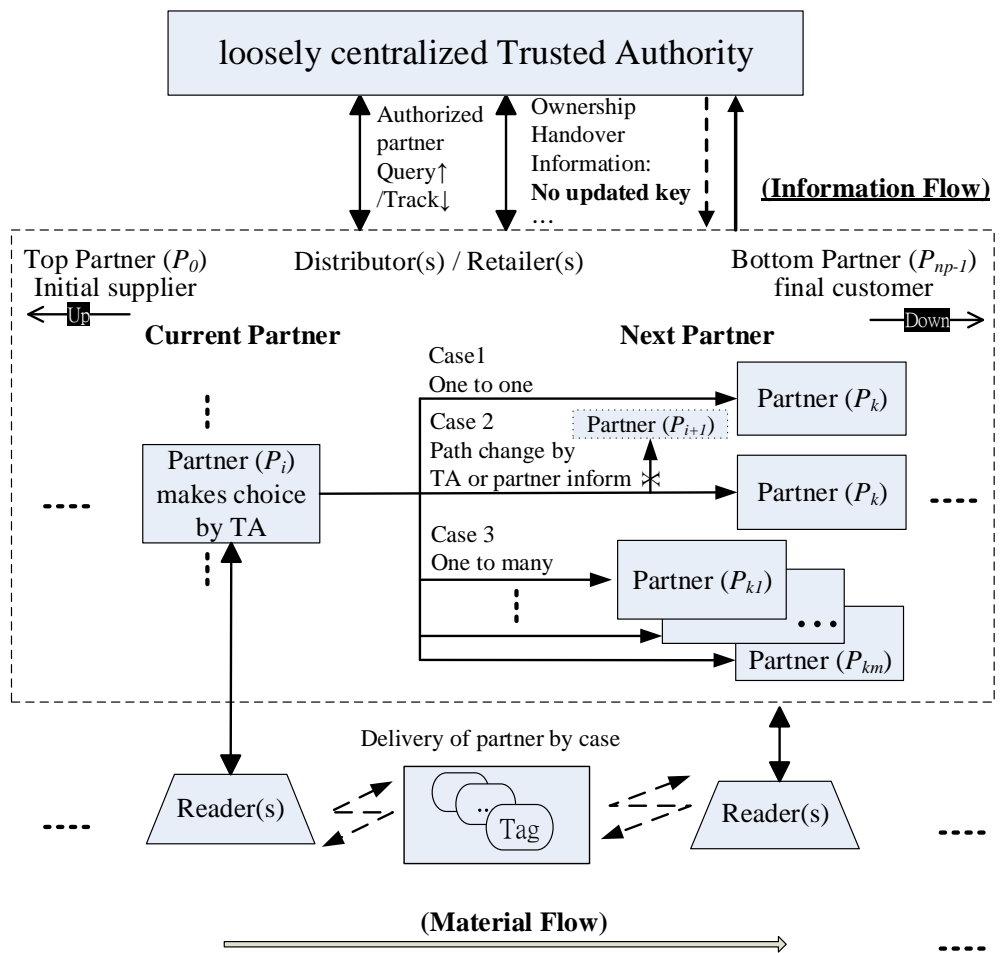 loosely centralized Trusted Authority
Authorized
partner
Query↑
/Track↓
Ownership
Handover
Information:
No updated key
...
(Information Flow)
Top Partner (P0)
Initial supplier
Up
Distributor(s) / Retailer(s)
Bottom Partner (Pnp-1)
final customer
Down
Current Partner
Next Partner
Case1
One to one
Partner (Pk)
Case 2
Path change by
TA or partner inform
Partner (Pi+1)
Partner (Pi)
makes choice
by TA
Partner (Pk)
Case 3
One to many
Partner (Pk1)
...
Partner (Pkm)
Delivery of partner by case
Reader(s)
..
Tag
Reader(s)
(Material Flow)